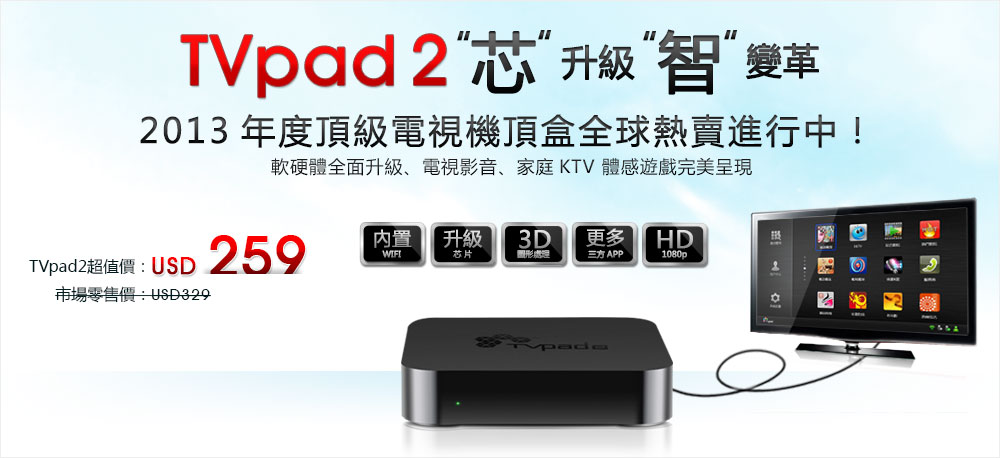 TVpad 2 “芯“ 升級 “智“ 變革
2013 年度頂級電視機頂盒全球熱賣進行中！
軟硬體全面升級、電視影音、家庭 KTV 體感遊戲完美呈現
內置
WIFI
升級
芯片
3D
圖形處理
更多
三方 APP
HD
1080p
TVpad2超值價：USD 259
市場零售價：USD329
TVpad2